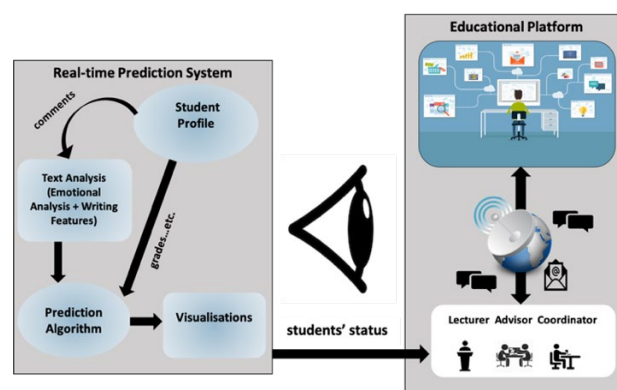 Real-time Prediction System
comments
Student
Profile
Text Analysis
(Emotional
Analysis + Writing
Features)
grades...etc.
Prediction
Algorithm
Visualisations
students' status
Educational Platform
@
Lecturer Advisor Coordinator